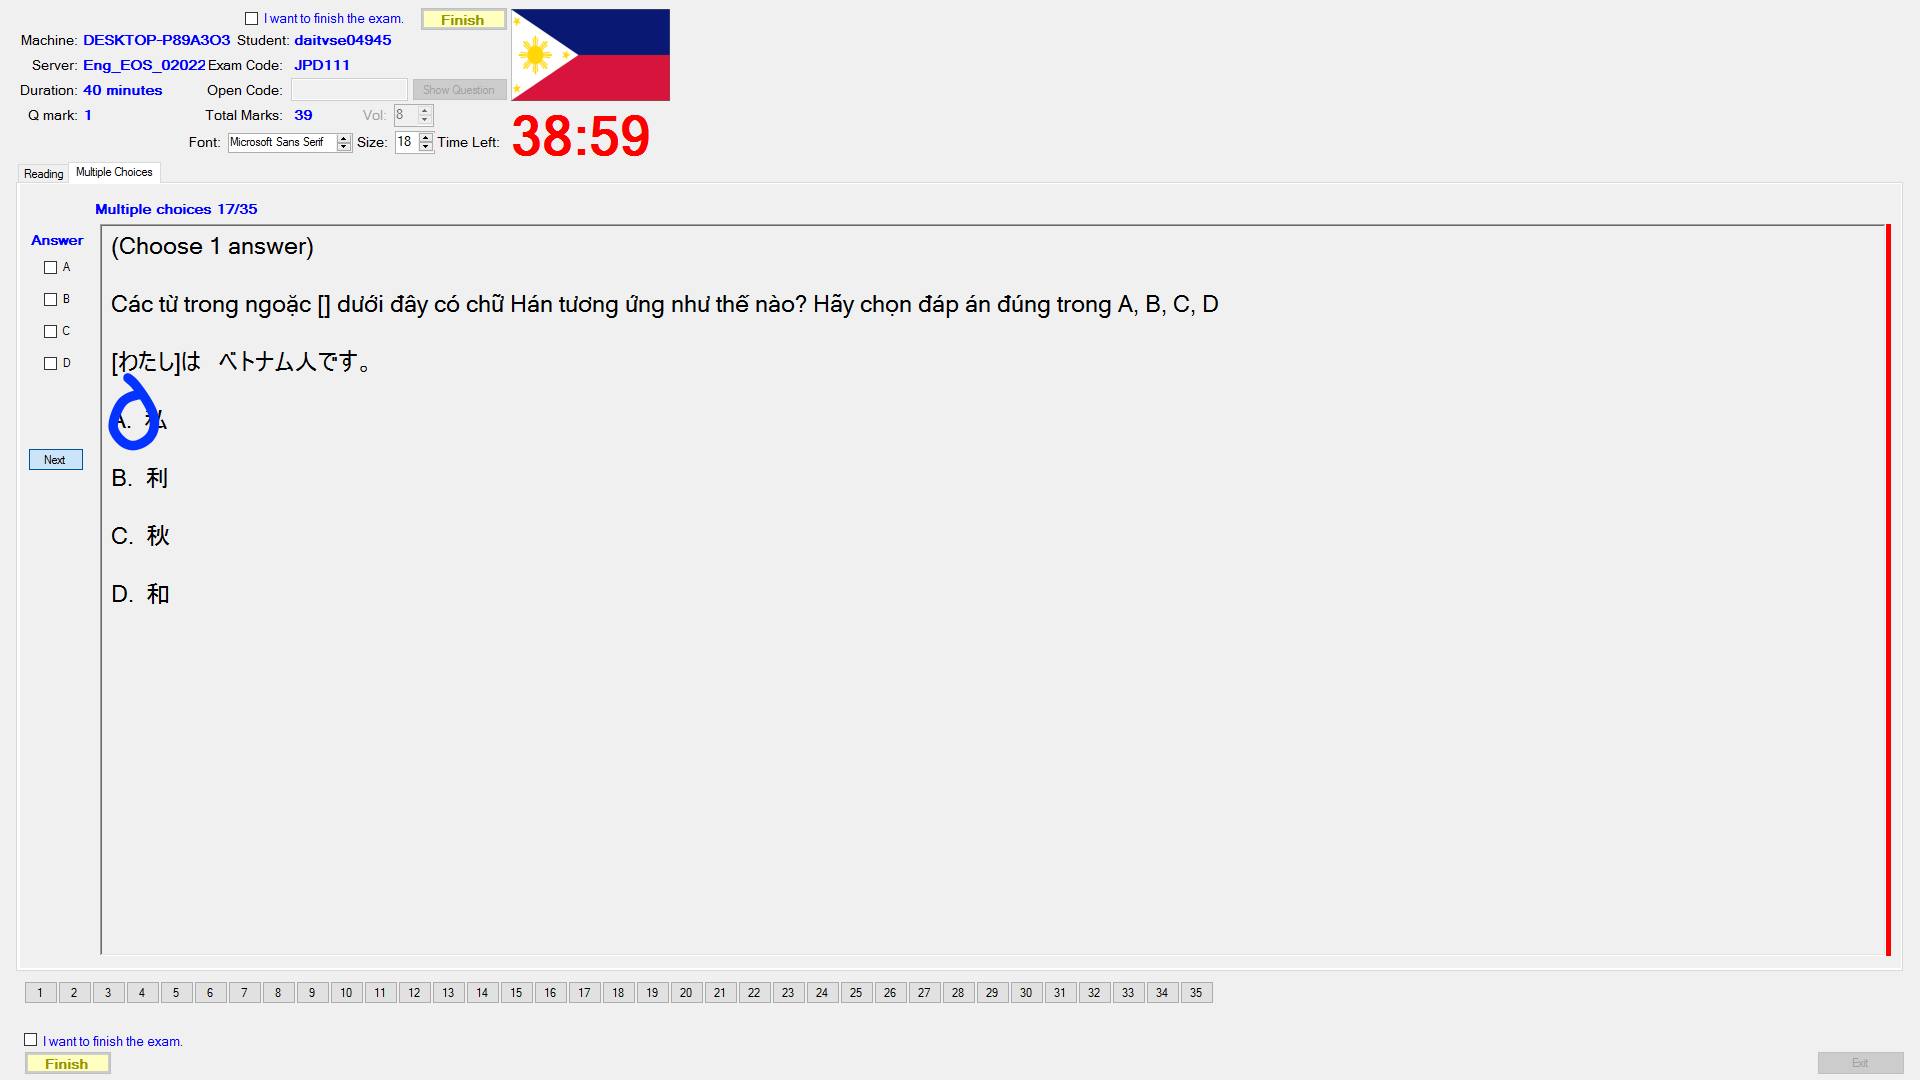 I want to finish the exam. Finish
Machine: DESKTOP-P89A3O3 Student: daitvse04945
Server: Eng_EOS_02022 Exam Code: JPD111
Duration: 40 minutes Open Code: Show Question
Q mark: 1 Total Marks: 39 Vol: 8
Font: Microsoft Sans Serif Size: 18 Time Left: 38:59
Reading Multiple Choices
Multiple choices 17/35
Answer
A
B
C
D
Next
(Choose 1 answer)
Các từ trong ngoặc [] dưới đây có chữ Hán tương ứng như thế nào? Hãy chọn đáp án đúng trong A, B, C, D
[わたし]は ベトナム人です。
A. 私
B. 利
C. 秋
D. 和
1 2 3 4 5 6 7 8 9 10 11 12 13 14 15 16 17 18 19 20 21 22 23 24 25 26 27 28 29 30 31 32 33 34 35
I want to finish the exam.
Finish
Exit